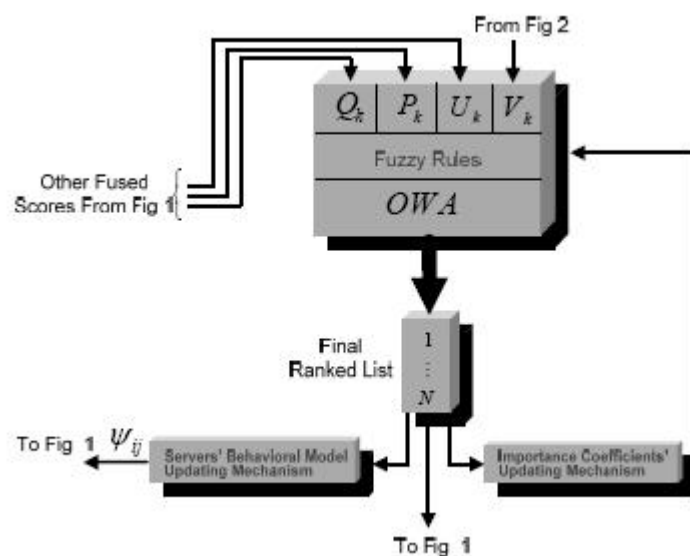 From Fig 2
Q_k P_k U_k V_k
Fuzzy Rules
OWA
Other Fused
Scores From Fig 1
Final
Ranked List
1
⋮
N
To Fig 1 ψ_ij
Servers' Behavioral Model
Updating Mechanism
Importance Coefficients'
Updating Mechanism
To Fig 1